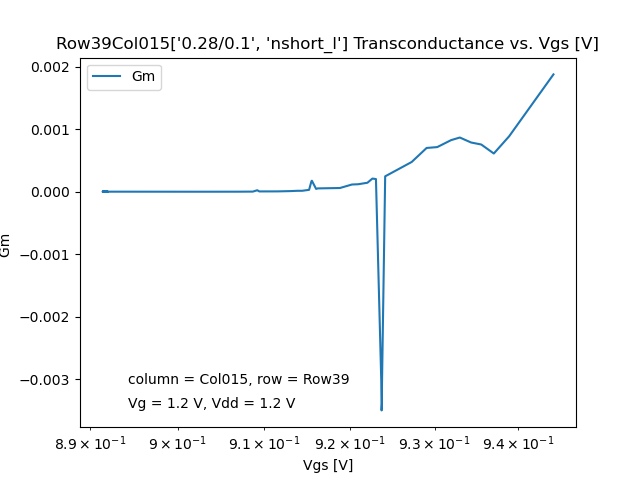 Row39Col015['0.28/0.1', 'nshort_l'] Transconductance vs. Vgs [V]
Gm
0.002
0.001
0.000
−0.001
−0.002
−0.003
Gm
column = Col015, row = Row39
Vg = 1.2 V, Vdd = 1.2 V
8.9 × 10⁻¹ 9 × 10⁻¹ 9.1 × 10⁻¹ 9.2 × 10⁻¹ 9.3 × 10⁻¹ 9.4 × 10⁻¹
Vgs [V]